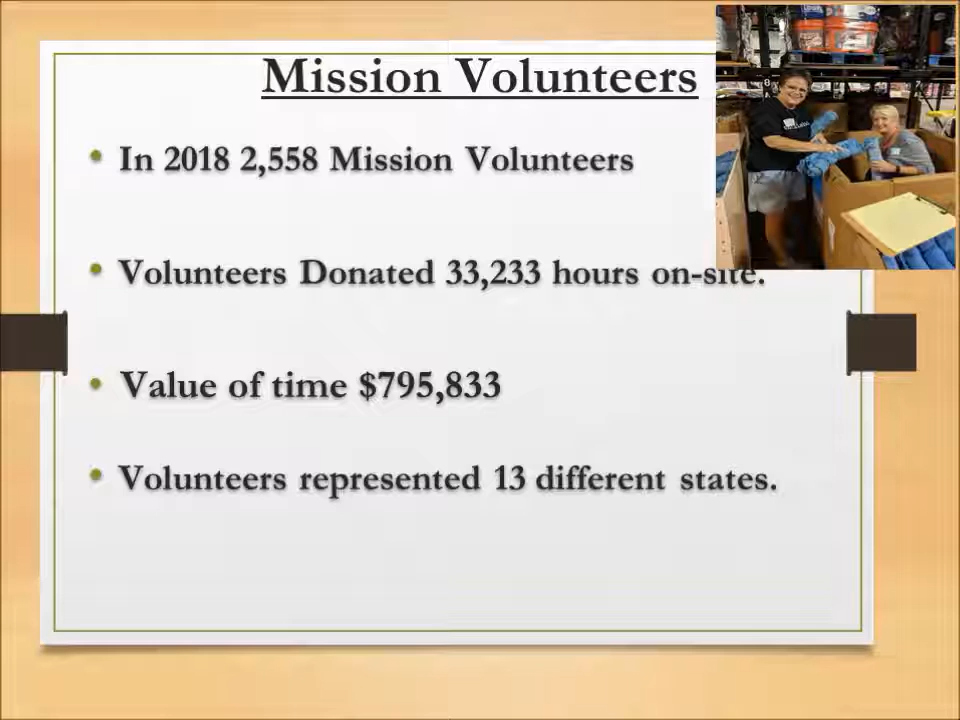 Mission Volunteers
In 2018 2,558 Mission Volunteers
Volunteers Donated 33,233 hours on-site.
Value of time $795,833
Volunteers represented 13 different states.